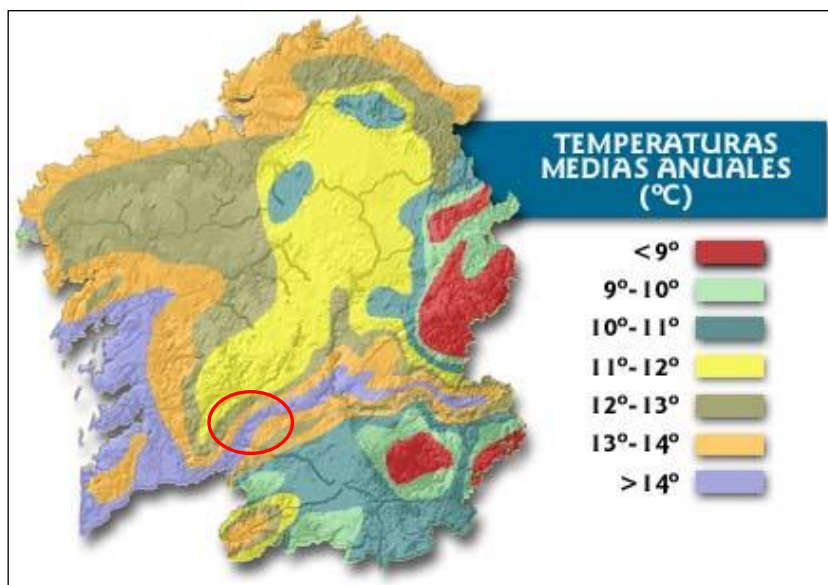 TEMPERATURAS
MEDIAS ANUALES
(ºC)
<9º
9º-10º
10º-11º
11º-12º
12º-13º
13º-14º
>14º